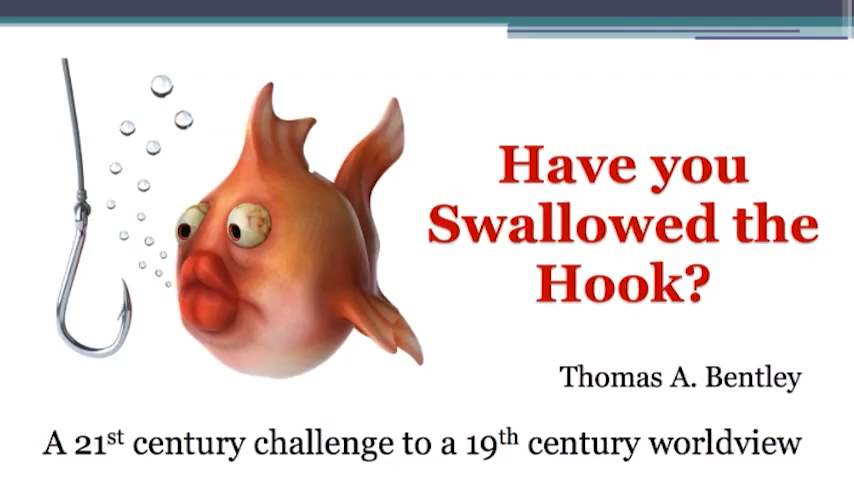 Have you
Swallowed the
Hook?
Thomas A. Bentley
A 21st century challenge to a 19th century worldview